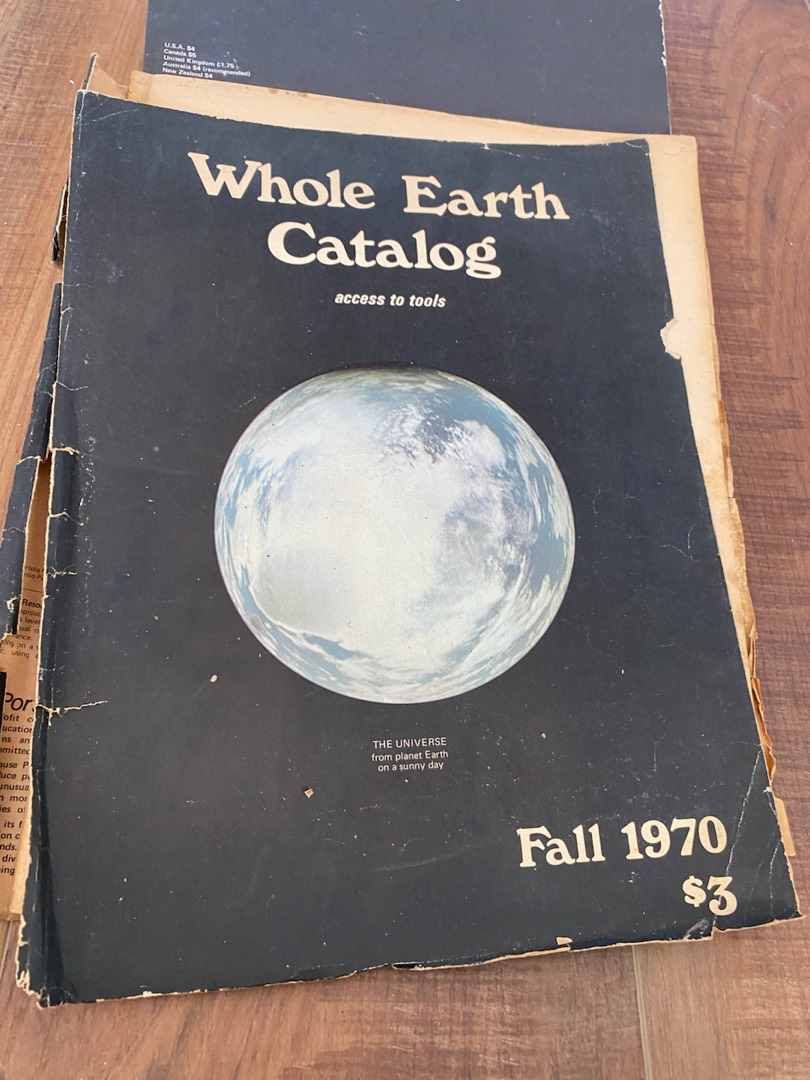 U.S.A. $4
Canada $5
United Kingdom £1.75
Australia $4 (recommended)
New Zealand $4
Whole Earth
Catalog
access to tools
THE UNIVERSE
from planet Earth
on a sunny day
Fall 1970
$3